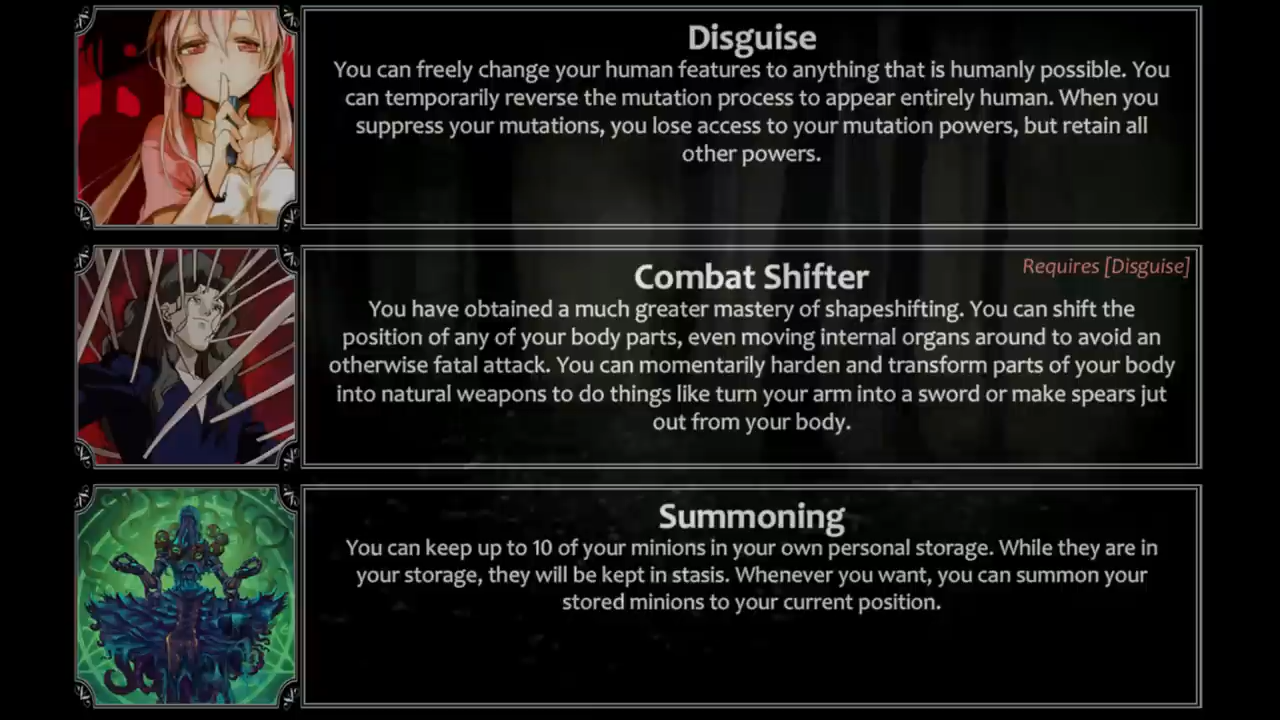 Disguise
You can freely change your human features to anything that is humanly possible. You
can temporarily reverse the mutation process to appear entirely human. When you
suppress your mutations, you lose access to your mutation powers, but retain all
other powers.
Requires [Disguise]
Combat Shifter
You have obtained a much greater mastery of shapeshifting. You can shift the
position of any of your body parts, even moving internal organs around to avoid an
otherwise fatal attack. You can momentarily harden and transform parts of your body
into natural weapons to do things like turn your arm into a sword or make spears jut
out from your body.
Summoning
You can keep up to 10 of your minions in your own personal storage. While they are in
your storage, they will be kept in stasis. Whenever you want, you can summon your
stored minions to your current position.